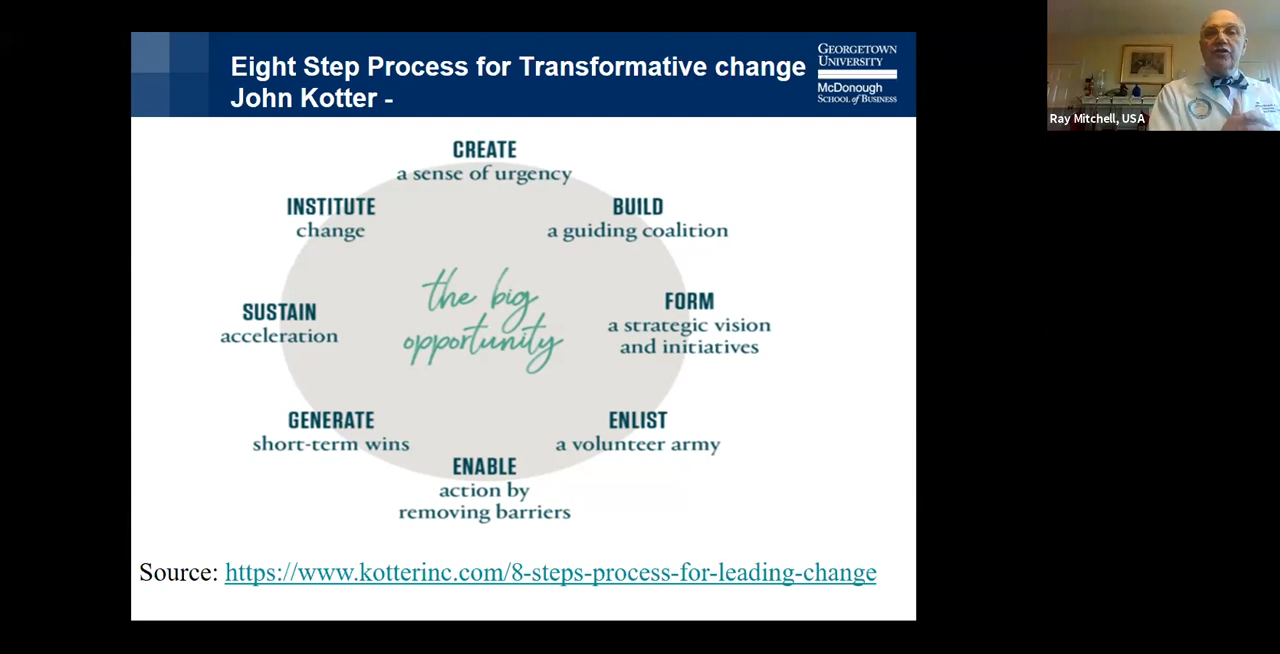 Eight Step Process for Transformative change
John Kotter -
GEORGETOWN
UNIVERSITY
McDonough
SCHOOL of BUSINESS
CREATE
a sense of urgency
BUILD
a guiding coalition
FORM
a strategic vision
and initiatives
ENLIST
a volunteer army
ENABLE
action by
removing barriers
GENERATE
short-term wins
SUSTAIN
acceleration
INSTITUTE
change
the big
opportunity
Source: https://www.kotterinc.com/8-steps-process-for-leading-change
Ray Mitchell, USA